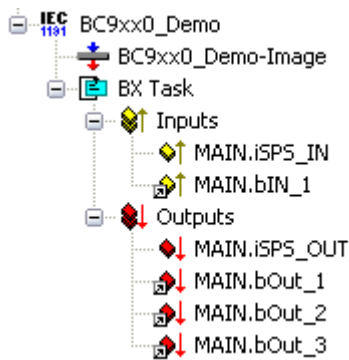 IEC
1131
BC9xx0_Demo
BC9xx0_Demo-Image
BX Task
Inputs
MAIN.iSPS_IN
MAIN.bIN_1
Outputs
MAIN.iSPS_OUT
MAIN.bOut_1
MAIN.bOut_2
MAIN.bOut_3